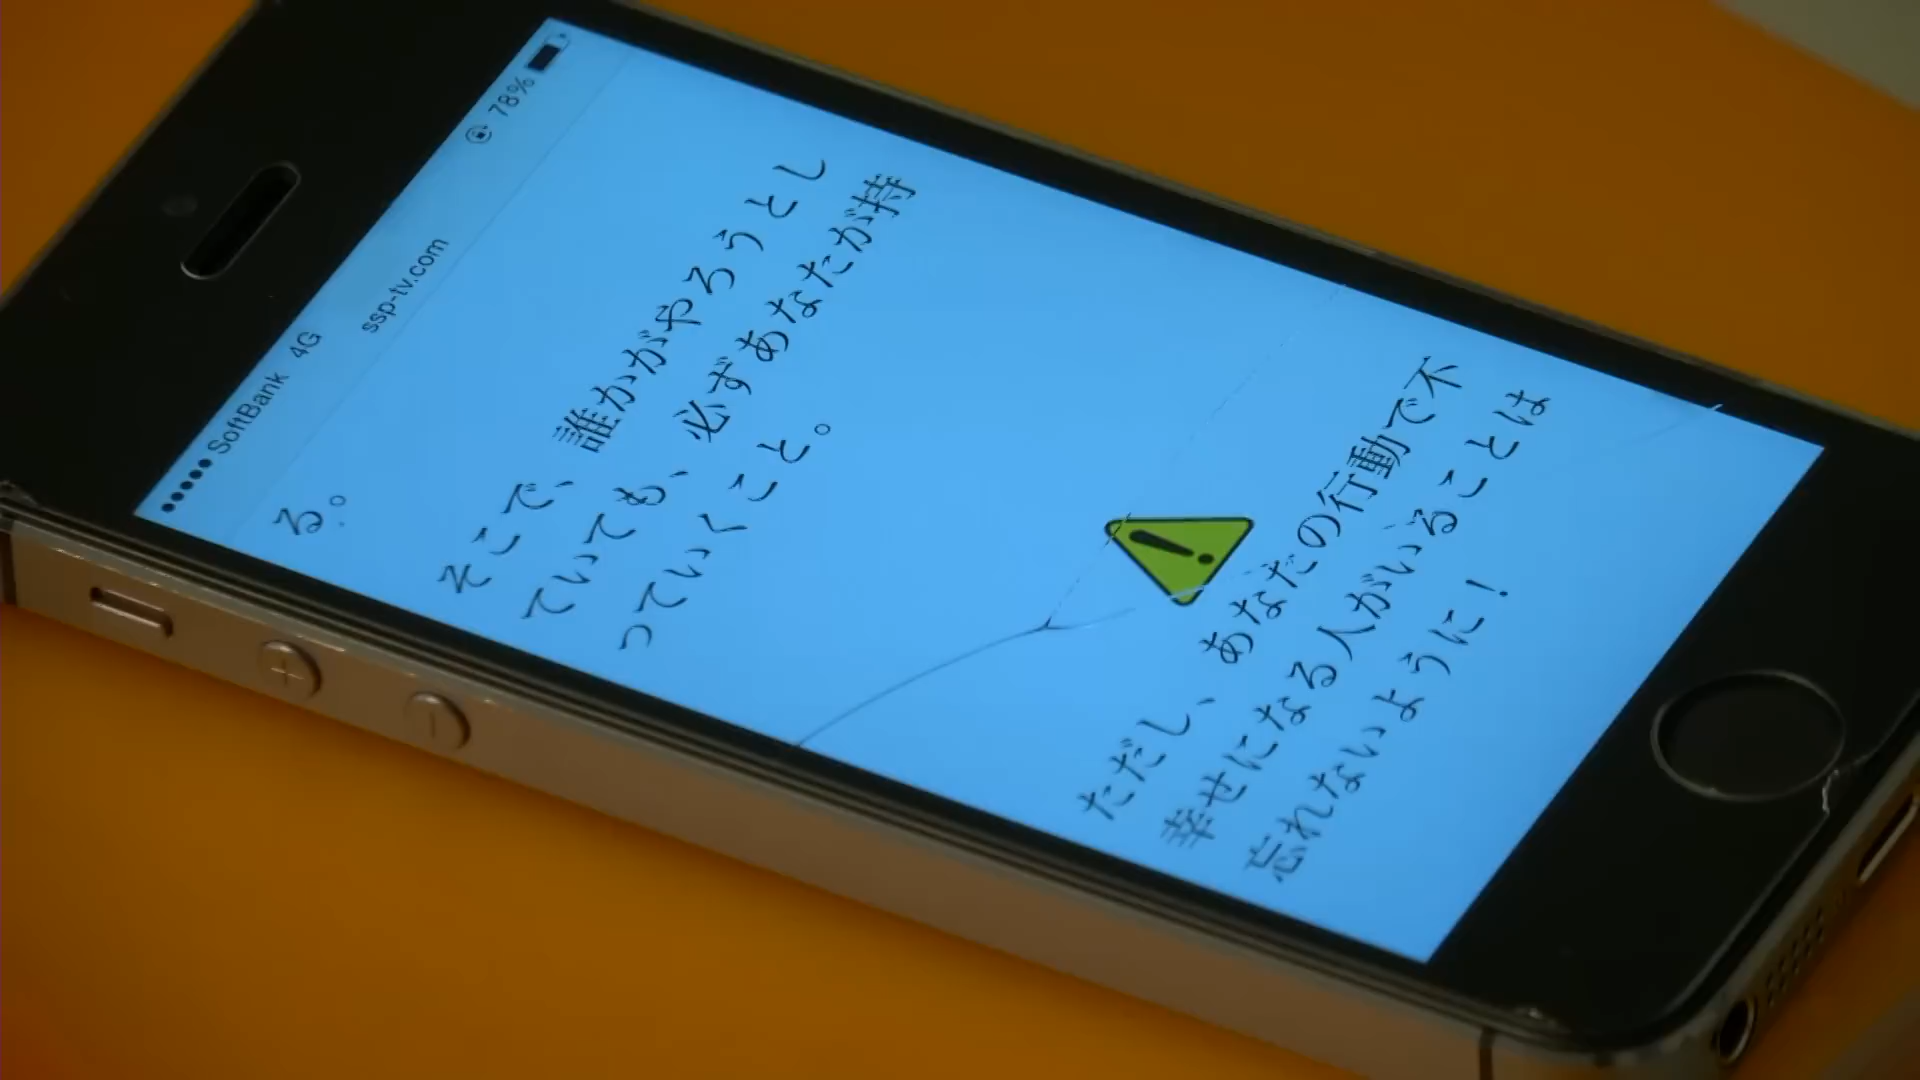 SoftBank 4G
78%
ssp-tv.com
る。
そこで、誰かがやろうとし
ていても、必ずあなたが持
っていくこと。
ただし、あなたの行動で不
幸せになる人がいることは
忘れないように!